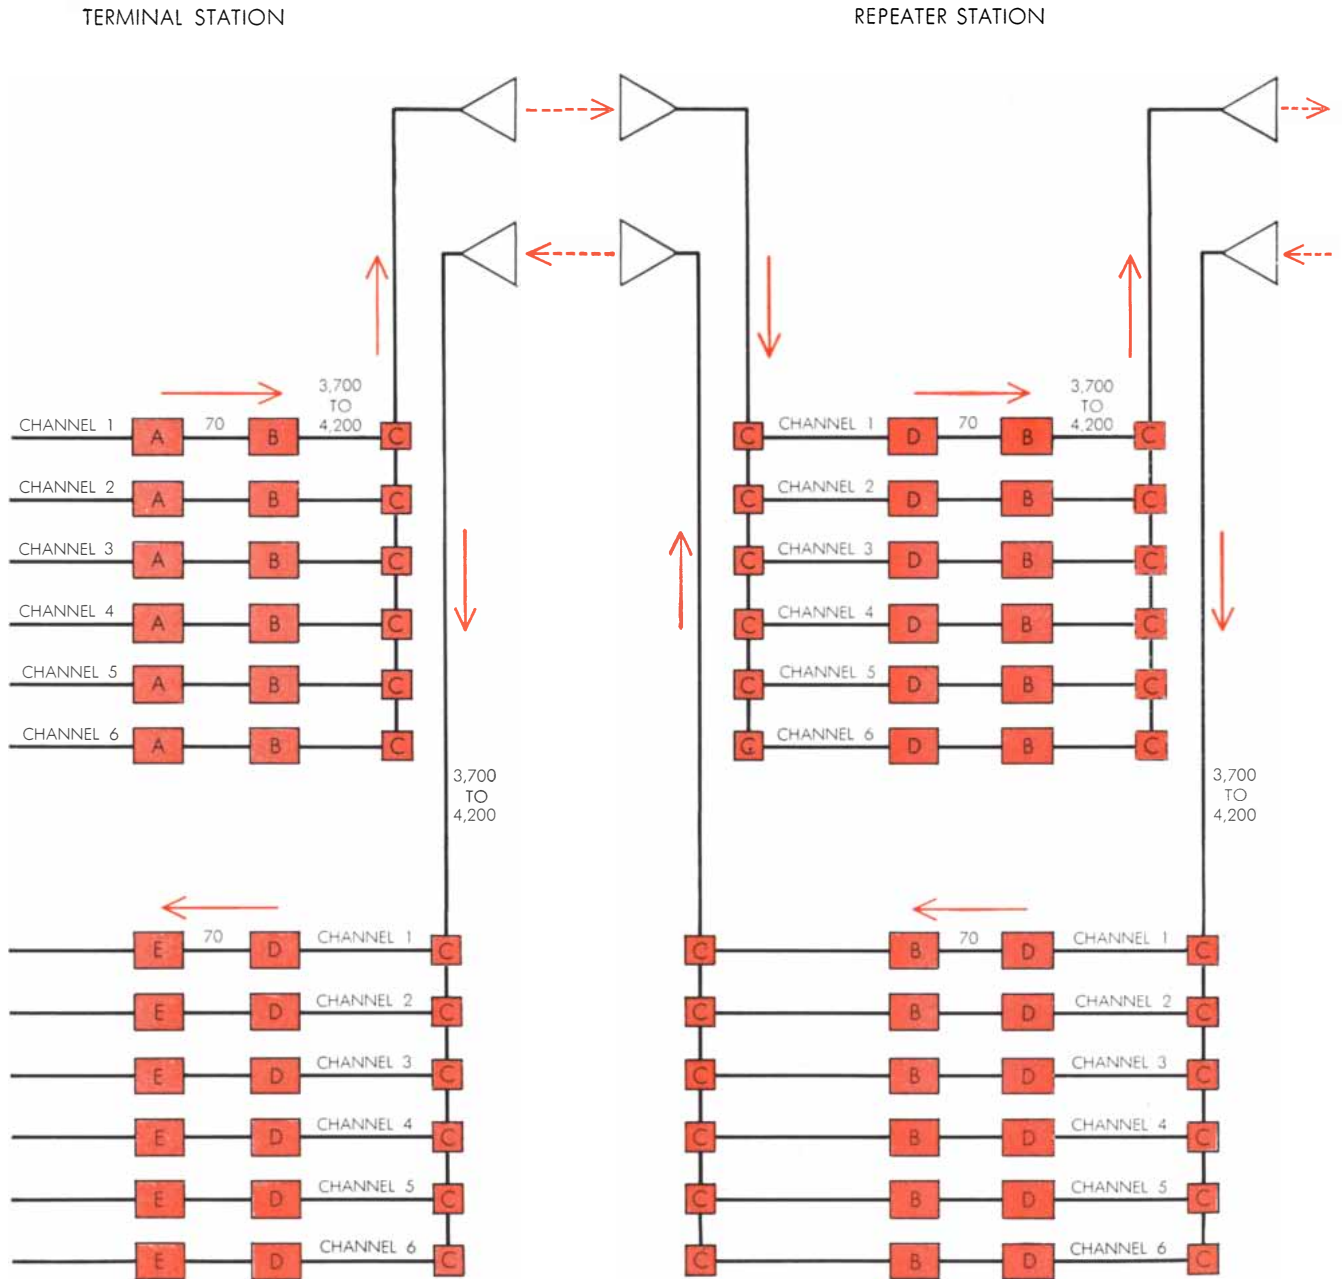 TERMINAL STATION
REPEATER STATION
3,700
TO
4,200
CHANNEL 1 A 70 B C
CHANNEL 2 A B C
CHANNEL 3 A B C
CHANNEL 4 A B C
CHANNEL 5 A B C
CHANNEL 6 A B C
3,700
TO
4,200
C CHANNEL 1 D 70 B C
C CHANNEL 2 D B C
C CHANNEL 3 D B C
C CHANNEL 4 D B C
C CHANNEL 5 D B C
C CHANNEL 6 D B C
3,700
TO
4,200
3,700
TO
4,200
E 70 D CHANNEL 1 C
E D CHANNEL 2 C
E D CHANNEL 3 C
E D CHANNEL 4 C
E D CHANNEL 5 C
E D CHANNEL 6 C
C B 70 D CHANNEL 1 C
C B D CHANNEL 2 C
C B D CHANNEL 3 C
C B D CHANNEL 4 C
C B D CHANNEL 5 C
C B D CHANNEL 6 C